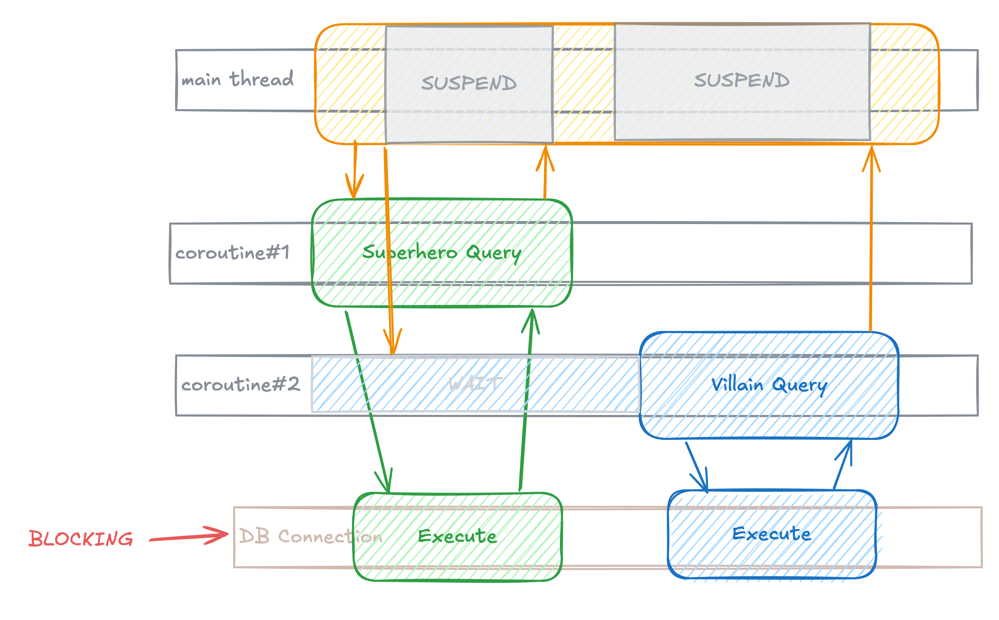 main thread
SUSPEND
SUSPEND
coroutine#1
Superhero Query
coroutine#2
WAIT
Villain Query
BLOCKING
DB Connection
Execute
Execute